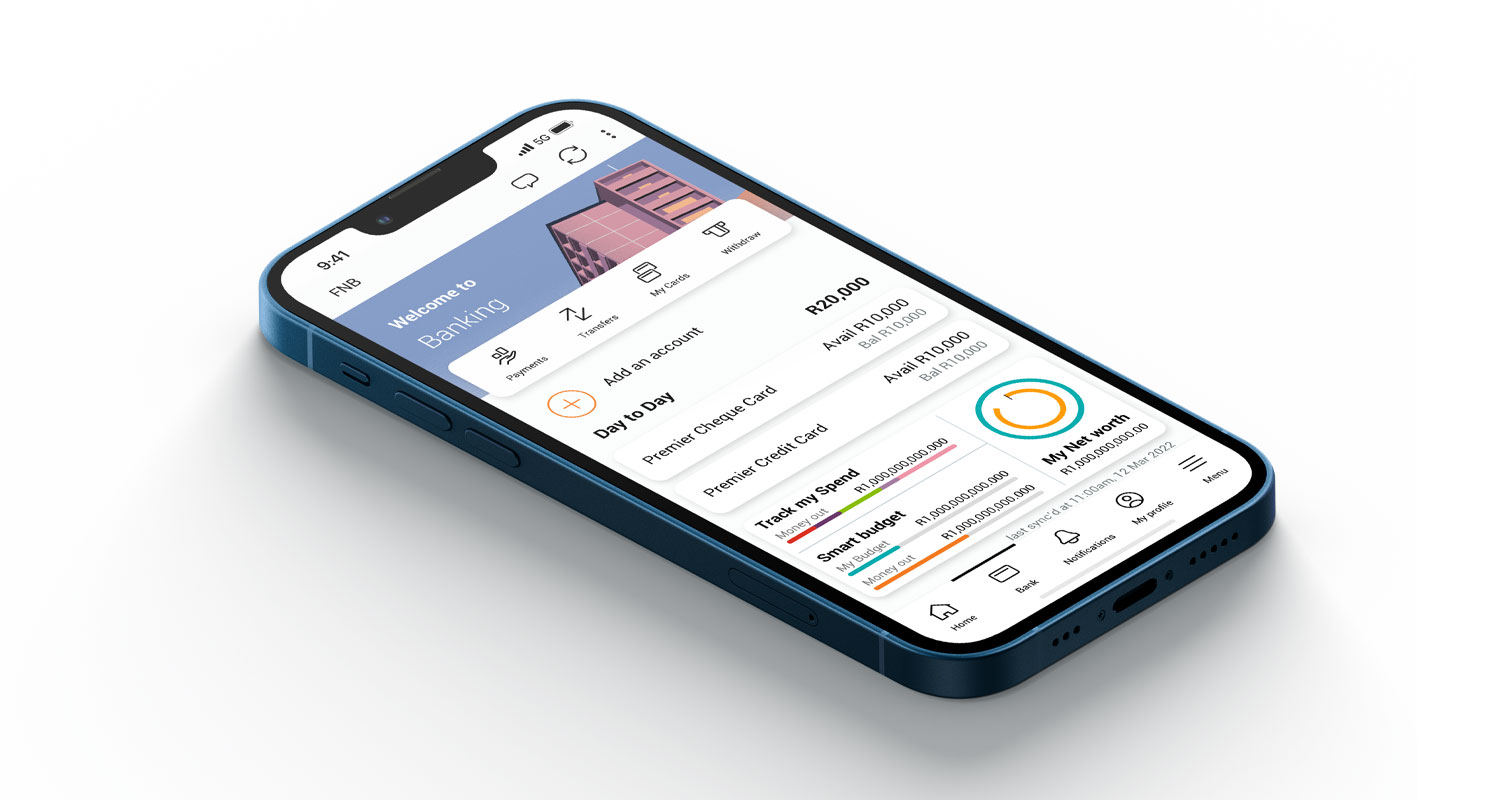 9:41
5G
FNB
Welcome to
Banking
Payments
Transfers
My Cards
Withdraw
Add an account
Day to Day
R20,000
Premier Cheque Card
Avail R10,000
Bal R10,000
Premier Credit Card
Avail R10,000
Bal R10,000
Track my Spend
Money out
R1,000,000,000.000
Smart budget
My Budget
R1,000,000,000.000
Money out
R1,000,000,000.000
My Net worth
R1,000,000,000.00
last sync'd at 11:00am, 12 Mar 2022
Home
Bank
Notifications
My profile
Menu